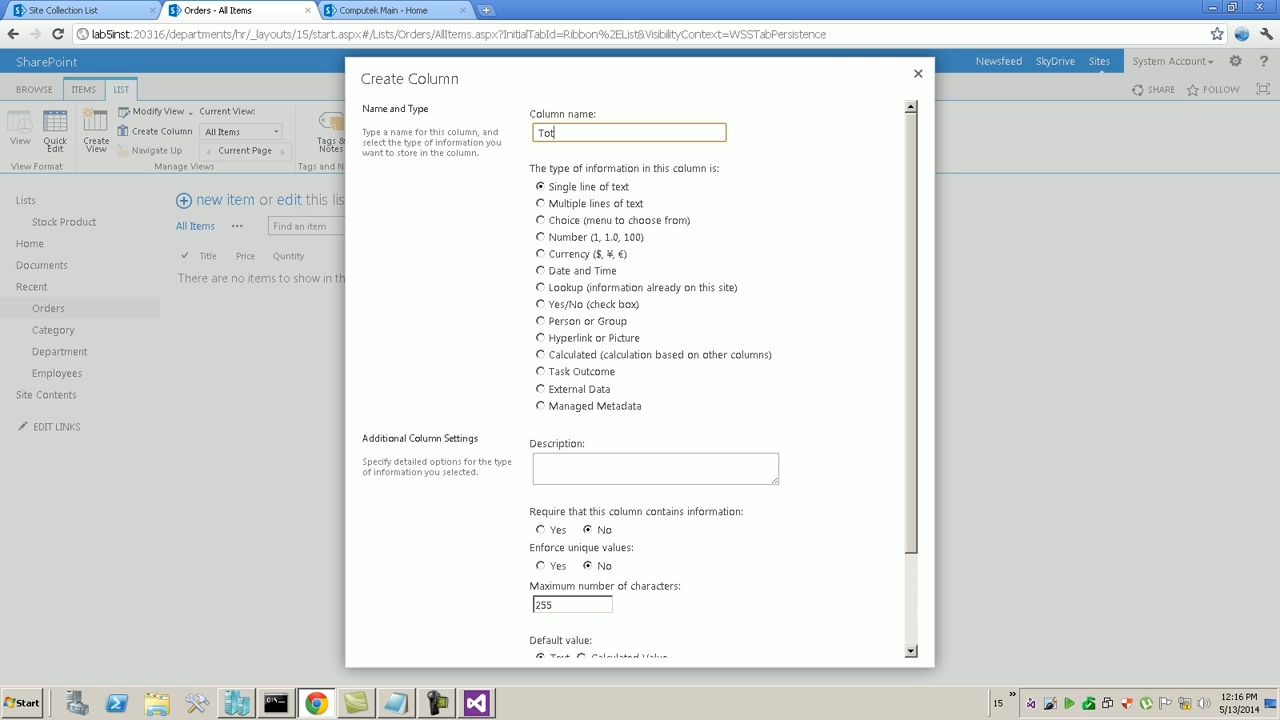 Site Collection List
Orders - All Items
Computek Main - Home
lab5inst:20316/departments/hr/_layouts/15/start.aspx#/Lists/Orders/AllItems.aspx?InitialTabId=Ribbon%2EList&VisibilityContext=WSSTabPersistence
SharePoint
Newsfeed
SkyDrive
Sites
System Account
BROWSE
ITEMS
LIST
SHARE
FOLLOW
View
Quick Edit
View Format
Create View
Modify View
Create Column
Navigate Up
Current View:
All Items
Current Page
Manage Views
Tags &
Tags and N
Lists
Stock Product
Home
Documents
Recent
Orders
Category
Department
Employees
Site Contents
EDIT LINKS
new item or edit this lis
All Items
Find an item
Title Price Quntity
There are no items to show in th
Create Column
Name and Type
Type a name for this column, and
select the type of information you
want to store in the column.
Column name:
Tot
The type of information in this column is:
Single line of text
Multiple lines of text
Choice (menu to choose from)
Number (1, 1.0, 100)
Currency ($, ¥, €)
Date and Time
Lookup (information already on this site)
Yes/No (check box)
Person or Group
Hyperlink or Picture
Calculated (calculation based on other columns)
Task Outcome
External Data
Managed Metadata
Additional Column Settings
Specify detailed options for the type
of information you selected.
Description:
Require that this column contains information:
Yes No
Enforce unique values:
Yes No
Maximum number of characters:
255
Default value:
Text Calculated Value
Start
15
12:16 PM
5/13/2014